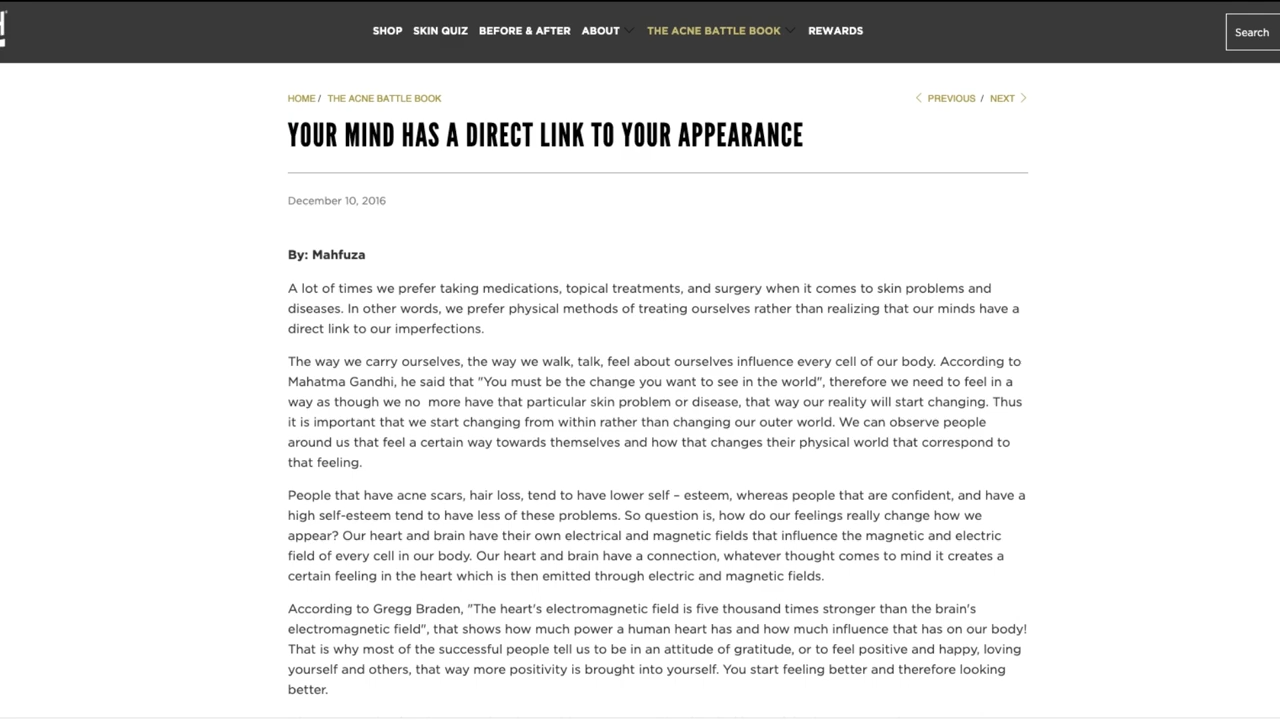 SHOP SKIN QUIZ BEFORE & AFTER ABOUT THE ACNE BATTLE BOOK REWARDS
Search
HOME / THE ACNE BATTLE BOOK
PREVIOUS / NEXT
YOUR MIND HAS A DIRECT LINK TO YOUR APPEARANCE
December 10, 2016
By: Mahfuza
A lot of times we prefer taking medications, topical treatments, and surgery when it comes to skin problems and
diseases. In other words, we prefer physical methods of treating ourselves rather than realizing that our minds have a
direct link to our imperfections.
The way we carry ourselves, the way we walk, talk, feel about ourselves influence every cell of our body. According to
Mahatma Gandhi, he said that "You must be the change you want to see in the world", therefore we need to feel in a
way as though we no  more have that particular skin problem or disease, that way our reality will start changing. Thus
it is important that we start changing from within rather than changing our outer world. We can observe people
around us that feel a certain way towards themselves and how that changes their physical world that correspond to
that feeling.
People that have acne scars, hair loss, tend to have lower self – esteem, whereas people that are confident, and have a
high self-esteem tend to have less of these problems. So question is, how do our feelings really change how we
appear? Our heart and brain have their own electrical and magnetic fields that influence the magnetic and electric
field of every cell in our body. Our heart and brain have a connection, whatever thought comes to mind it creates a
certain feeling in the heart which is then emitted through electric and magnetic fields.
According to Gregg Braden, "The heart's electromagnetic field is five thousand times stronger than the brain's
electromagnetic field", that shows how much power a human heart has and how much influence that has on our body!
That is why most of the successful people tell us to be in an attitude of gratitude, or to feel positive and happy, loving
yourself and others, that way more positivity is brought into yourself. You start feeling better and therefore looking
better.